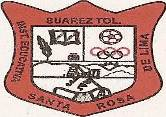 SUAREZ TOL.
INST. EDUCATIVA
SANTA ROSA
DE LIMA